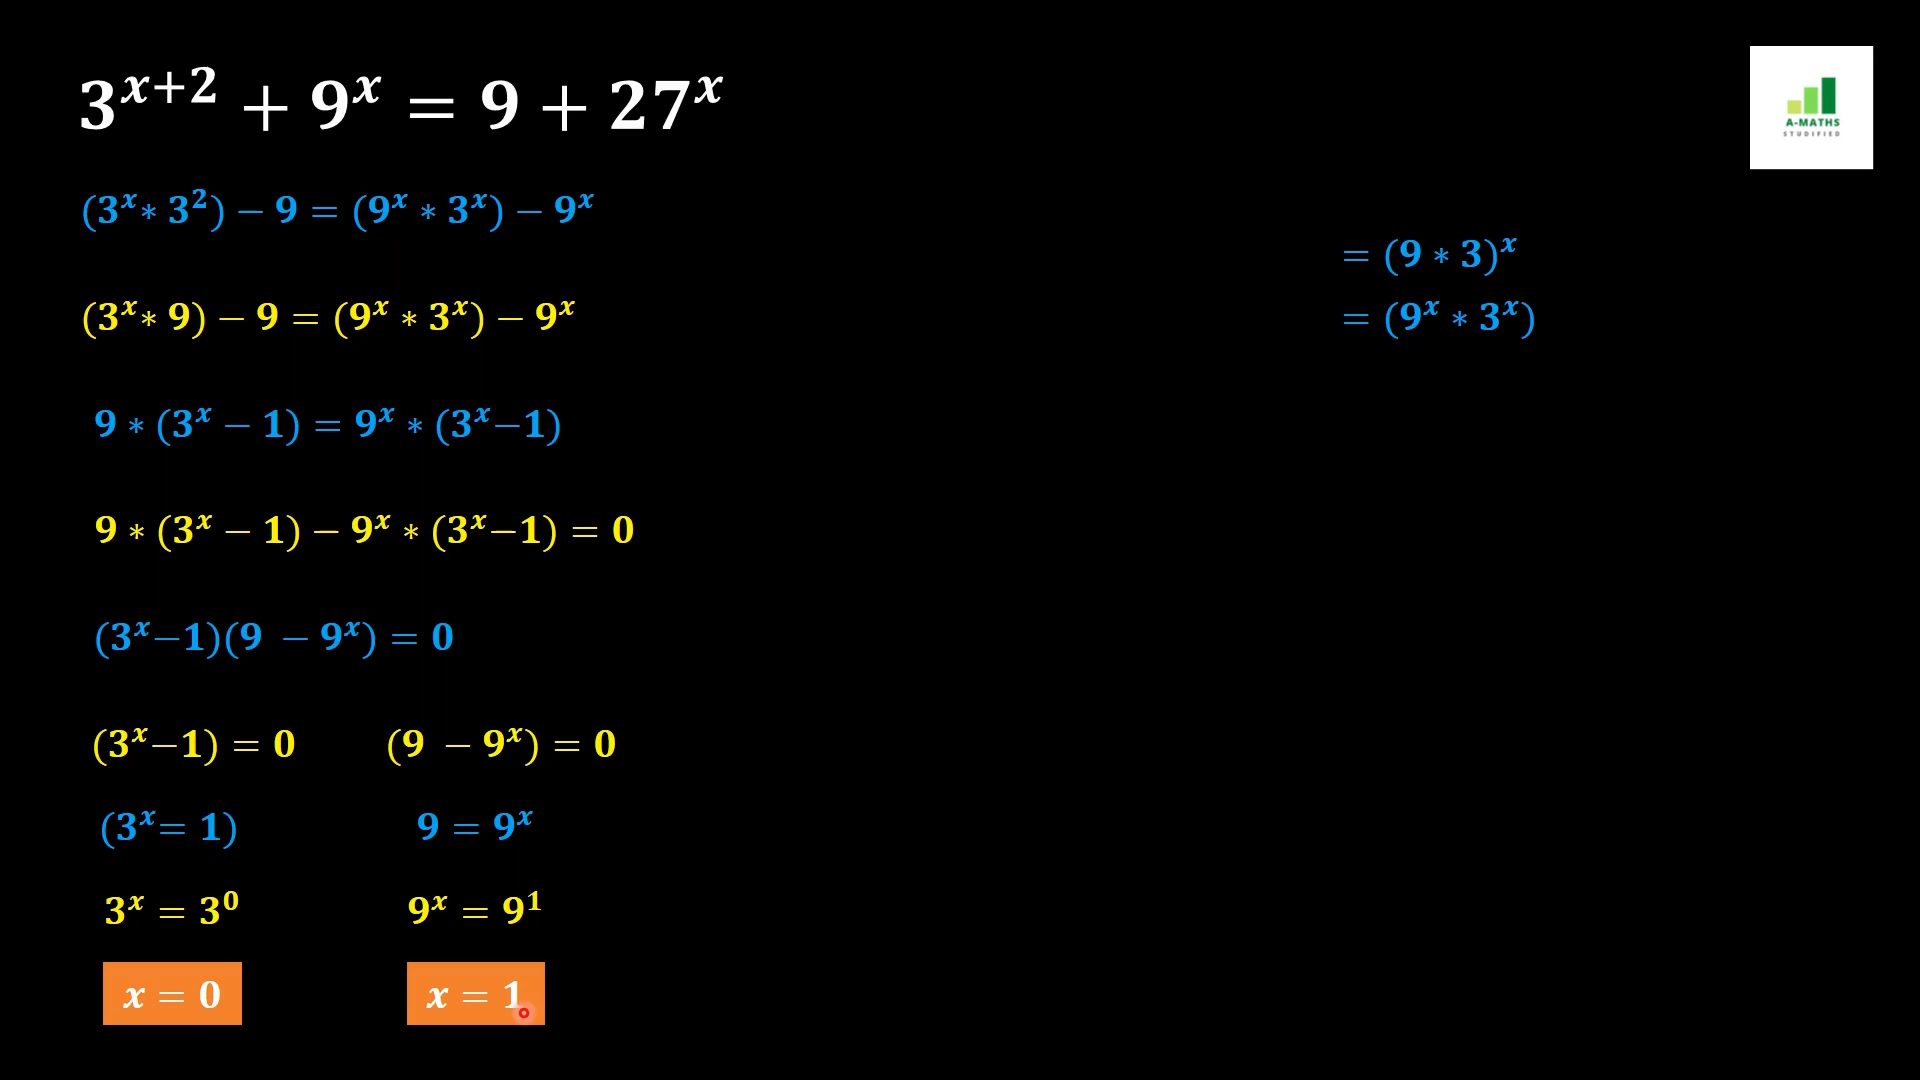 3^{x+2} + 9^x = 9 + 27^x
A-MATHS
STUDIFIED
(3^x * 3^2) − 9 = (9^x * 3^x) − 9^x
= (9 * 3)^x
(3^x * 9) − 9 = (9^x * 3^x) − 9^x
= (9^x * 3^x)
9 * (3^x − 1) = 9^x * (3^x−1)
9 * (3^x − 1) − 9^x * (3^x−1) = 0
(3^x−1)(9 − 9^x) = 0
(3^x−1) = 0 (9 − 9^x) = 0
(3^x= 1) 9 = 9^x
3^x = 3^0 9^x = 9^1
x = 0 x = 1